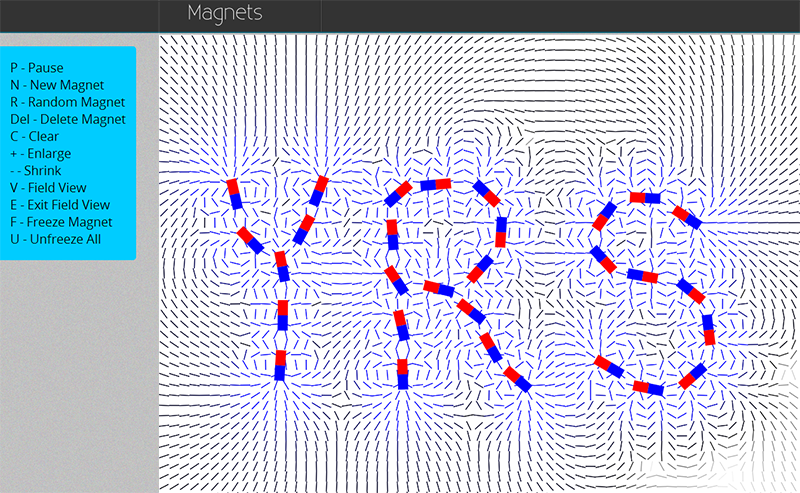 Magnets
P - Pause
N - New Magnet
R - Random Magnet
Del - Delete Magnet
C - Clear
+ - Enlarge
- - Shrink
V - Field View
E - Exit Field View
F - Freeze Magnet
U - Unfreeze All
YRS